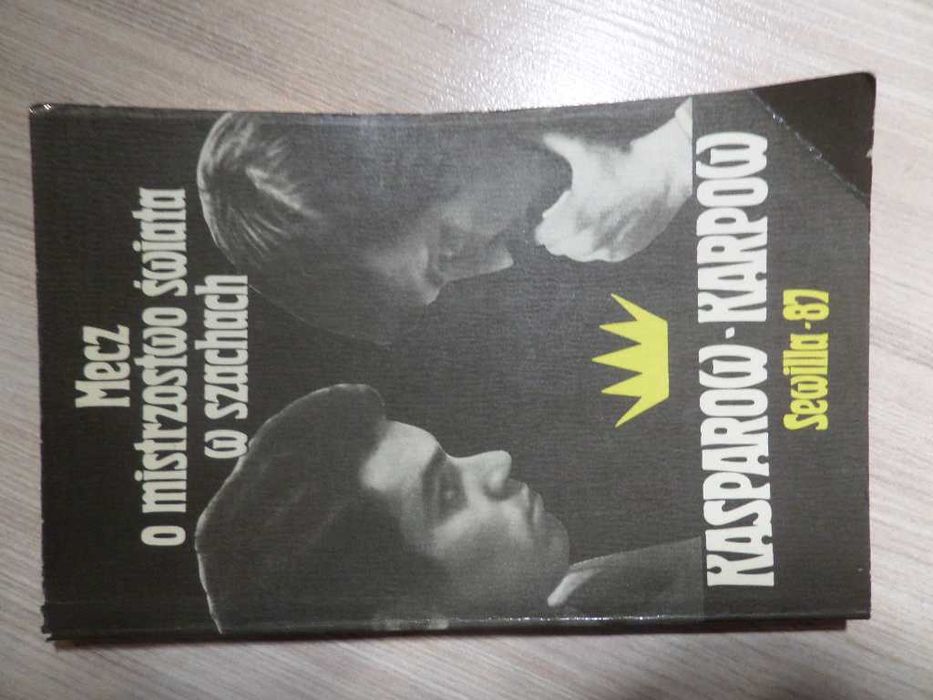 Mecz
o mistrzostwo świata
w szachach
KASPAROW - KARPOW
Sewilla - 87